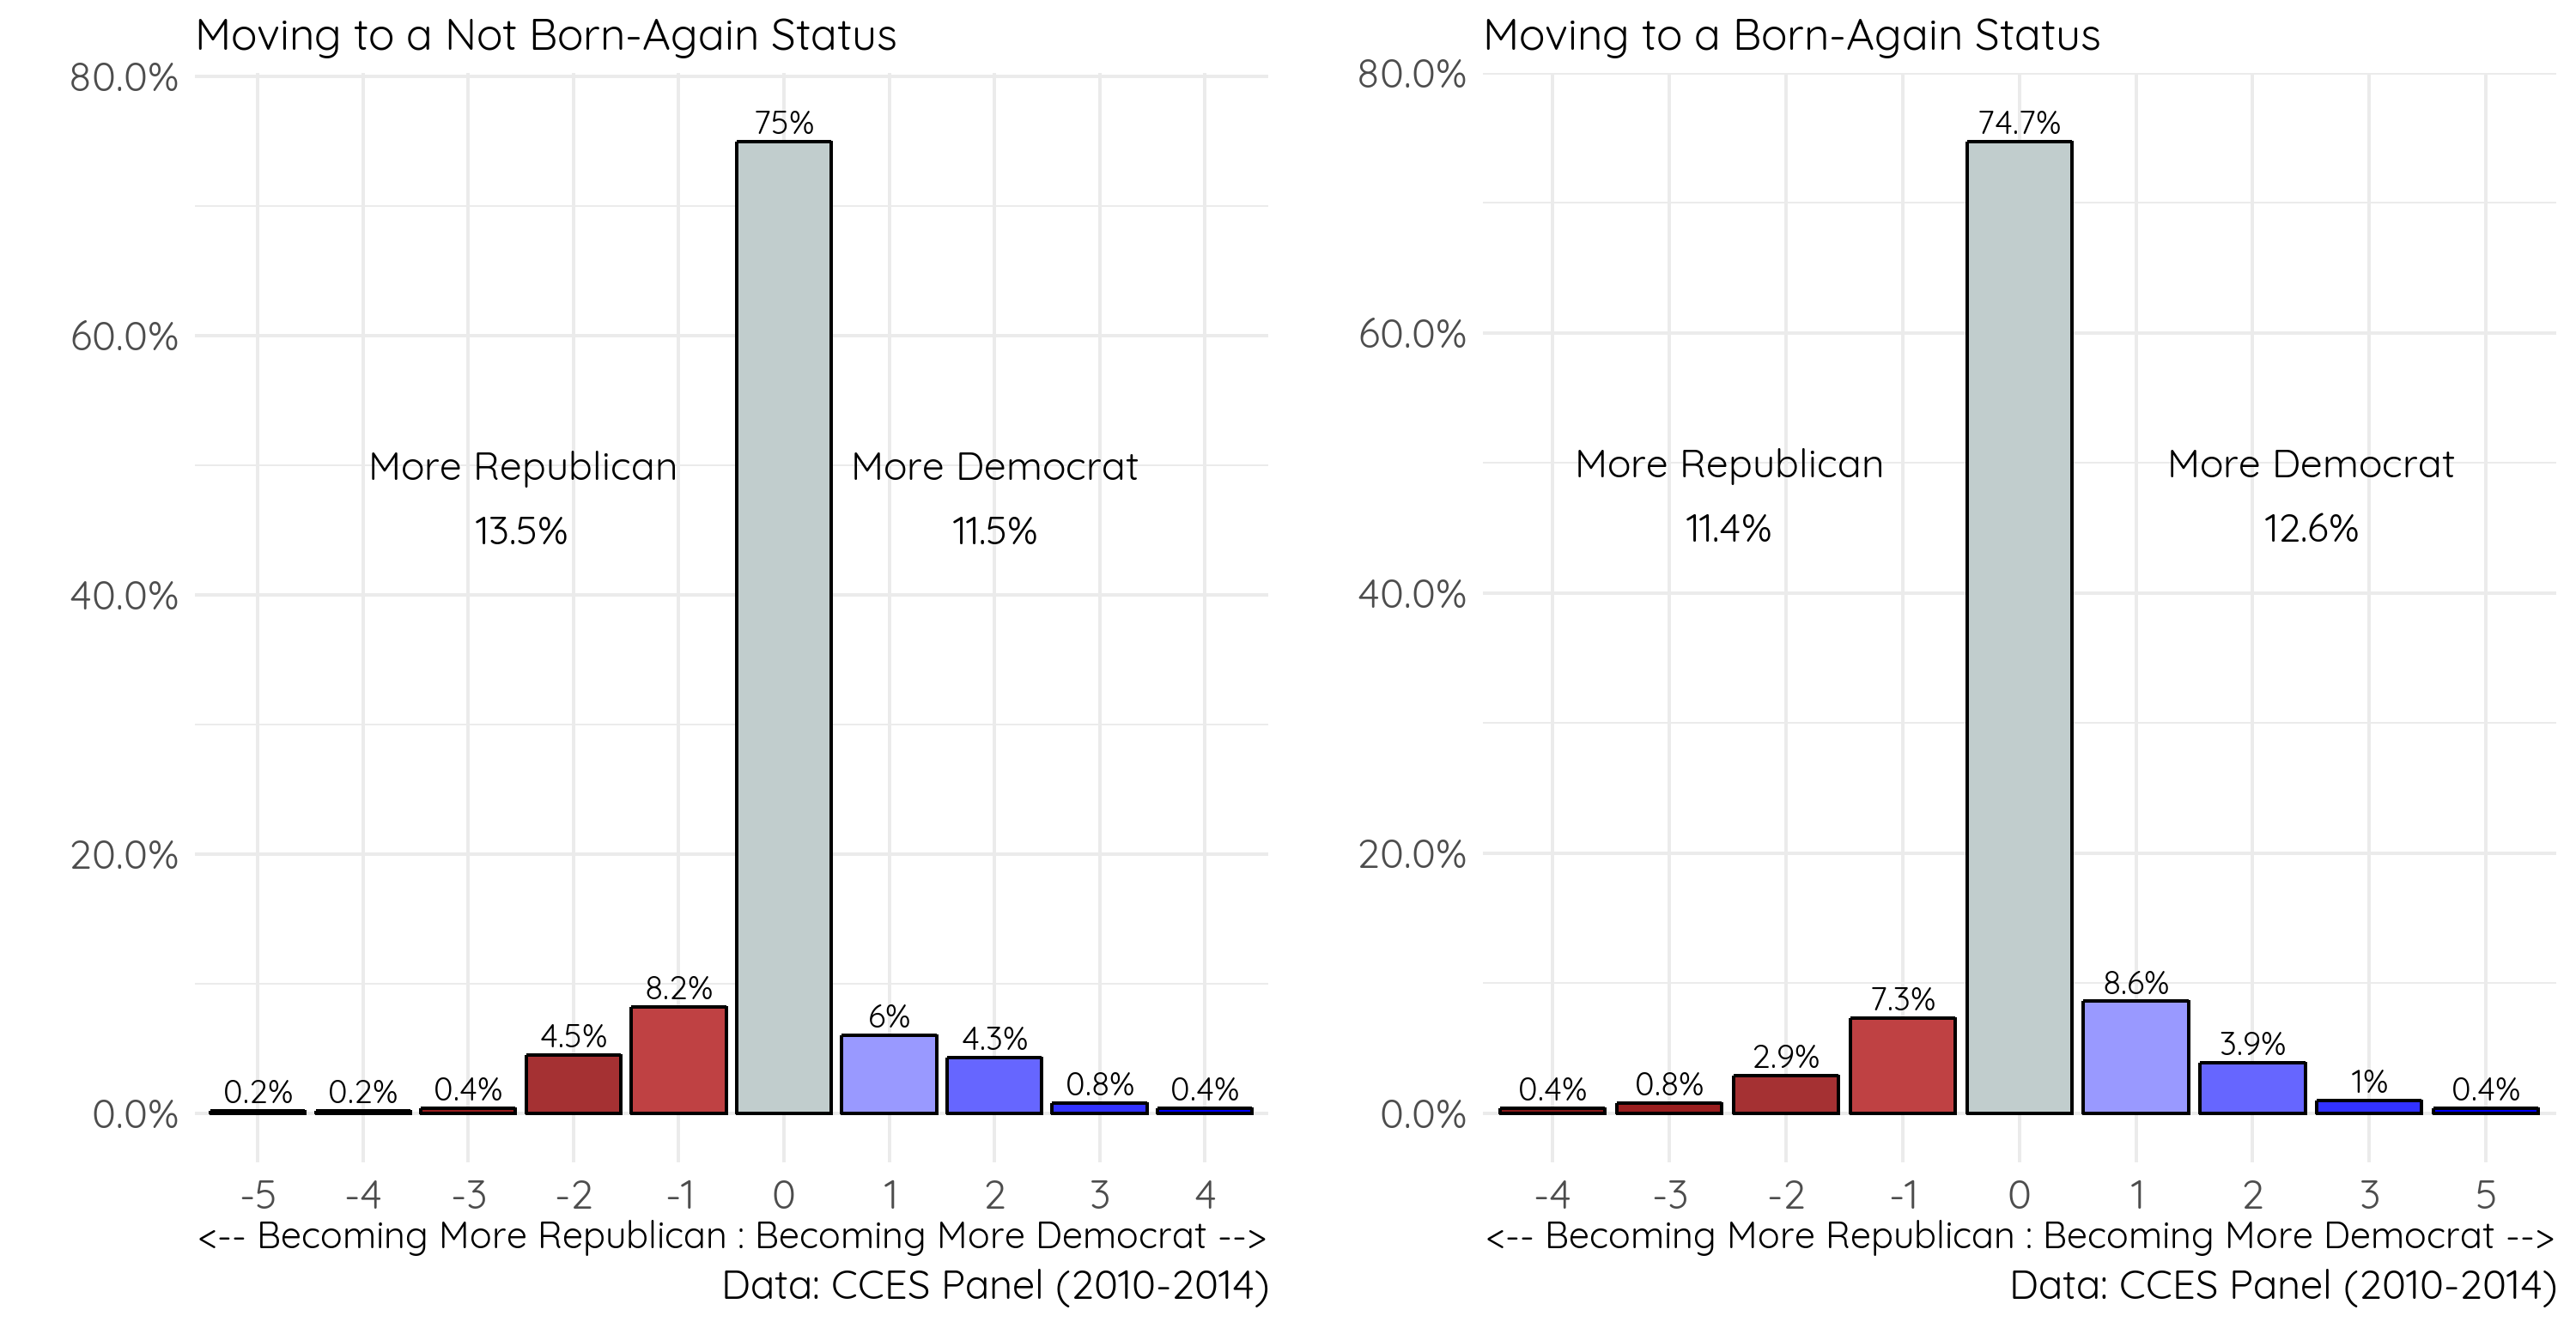 Moving to a Not Born-Again Status
80.0%
60.0%
40.0%
20.0%
0.0%
75%
More Republican
13.5%
More Democrat
11.5%
0.2%
0.2%
0.4%
4.5%
8.2%
6%
4.3%
0.8%
0.4%
-5 -4 -3 -2 -1 0 1 2 3 4
<-- Becoming More Republican : Becoming More Democrat -->
Data: CCES Panel (2010-2014)
Moving to a Born-Again Status
80.0%
60.0%
40.0%
20.0%
0.0%
74.7%
More Republican
11.4%
More Democrat
12.6%
0.4%
0.8%
2.9%
7.3%
8.6%
3.9%
1%
0.4%
-4 -3 -2 -1 0 1 2 3 5
<-- Becoming More Republican : Becoming More Democrat -->
Data: CCES Panel (2010-2014)